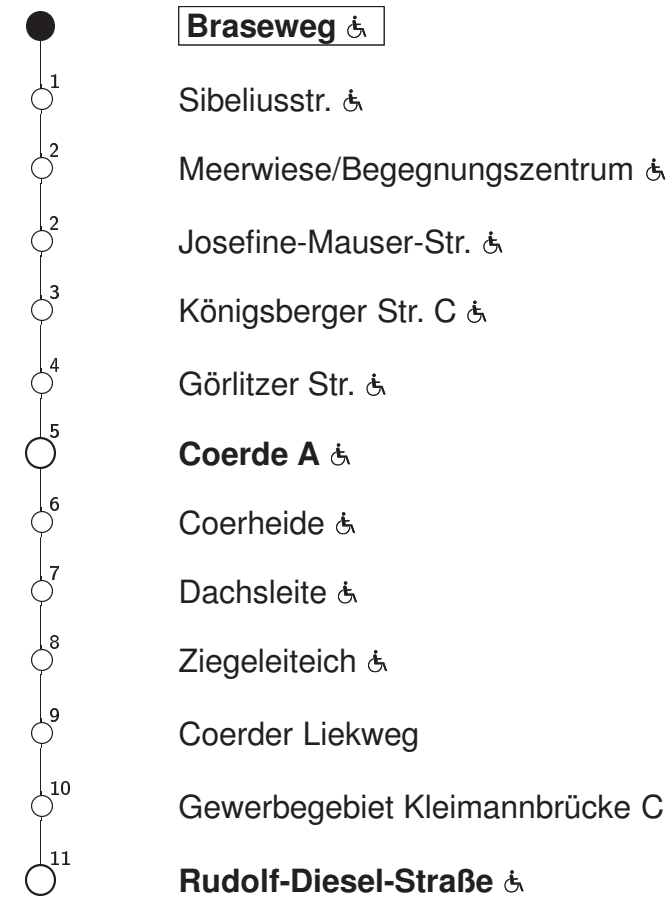 Braseweg
1
Sibeliusstr.
2
Meerwiese/Begegnungszentrum
2
Josefine-Mauser-Str.
3
Königsberger Str. C
4
Görlitzer Str.
5
Coerde A
6
Coerheide
7
Dachsleite
8
Ziegeleiteich
9
Coerder Liekweg
10
Gewerbegebiet Kleimannbrücke C
11
Rudolf-Diesel-Straße